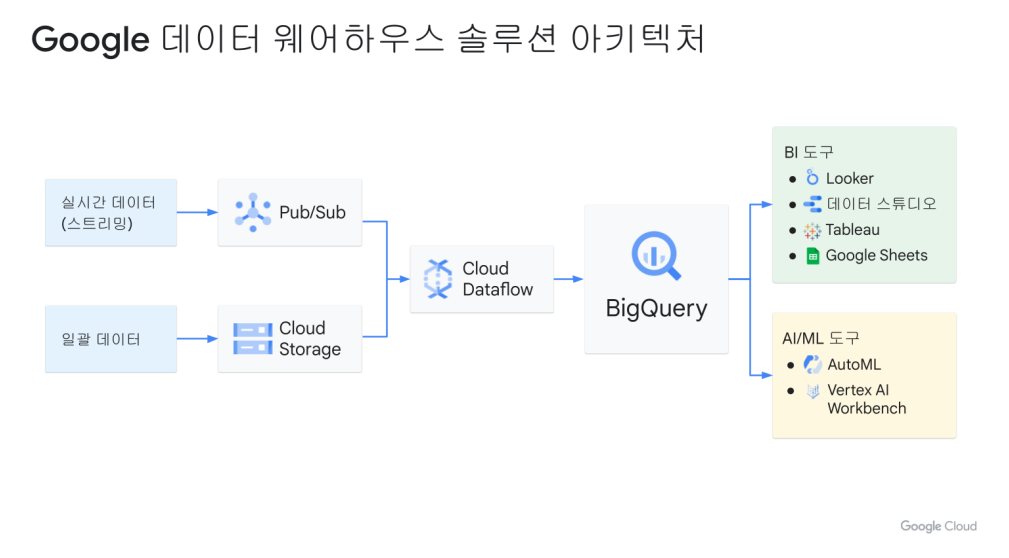 Google 데이터 웨어하우스 솔루션 아키텍처
실시간 데이터
(스트리밍)
Pub/Sub
일괄 데이터
Cloud
Storage
Cloud
Dataflow
BigQuery
BI 도구
• Looker
• 데이터 스튜디오
• Tableau
• Google Sheets
AI/ML 도구
• AutoML
• Vertex AI
Workbench
Google Cloud